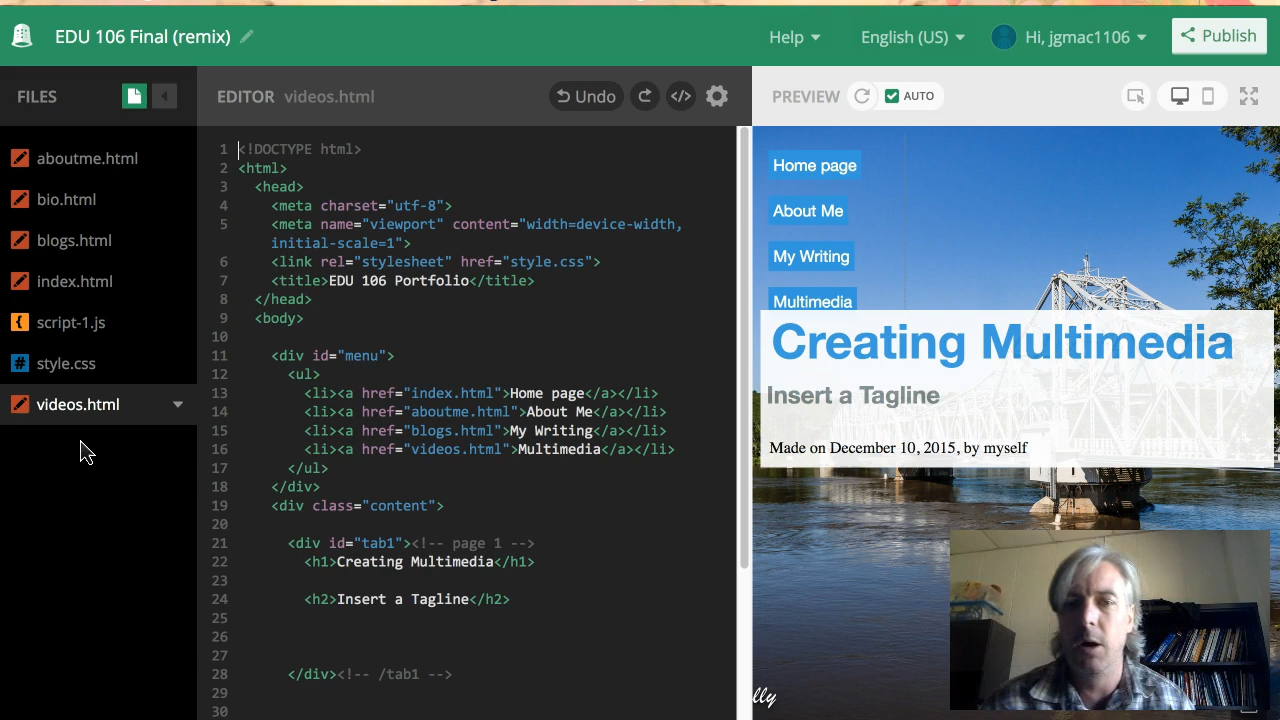 EDU 106 Final (remix)
Help
English (US)
Hi, jgmac1106
Publish
FILES
EDITOR videos.html
Undo
</>
PREVIEW
AUTO
aboutme.html
bio.html
blogs.html
index.html
script-1.js
style.css
videos.html
1 <!DOCTYPE html>
2 <html>
3 <head>
4 <meta charset="utf-8">
5 <meta name="viewport" content="width=device-width,
initial-scale=1">
6 <link rel="stylesheet" href="style.css">
7 <title>EDU 106 Portfolio</title>
8 </head>
9 <body>
10
11 <div id="menu">
12 <ul>
13 <li><a href="index.html">Home page</a></li>
14 <li><a href="aboutme.html">About Me</a></li>
15 <li><a href="blogs.html">My Writing</a></li>
16 <li><a href="videos.html">Multimedia</a></li>
17 </ul>
18 </div>
19 <div class="content">
20
21 <div id="tab1"><!-- page 1 -->
22 <h1>Creating Multimedia</h1>
23
24 <h2>Insert a Tagline</h2>
25
26
27
28 </div><!-- /tab1 -->
29
30
Home page
About Me
My Writing
Multimedia
Creating Multimedia
Insert a Tagline
Made on December 10, 2015, by myself
lly